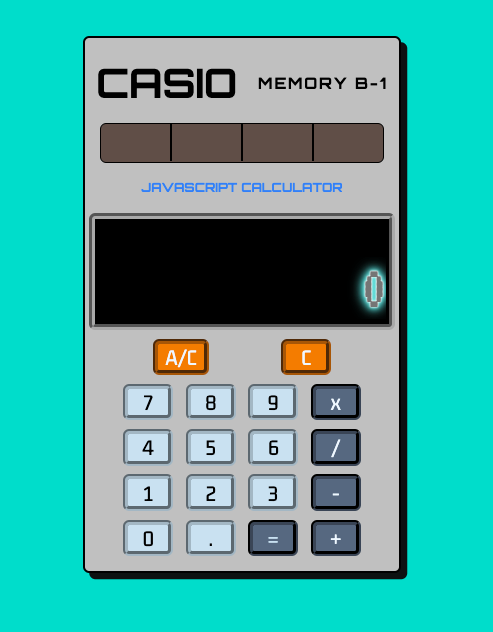 CASIO MEMORY B-1
JAVASCRIPT CALCULATOR
0
A/C C
7 8 9 x
4 5 6 /
1 2 3 -
0 . = +